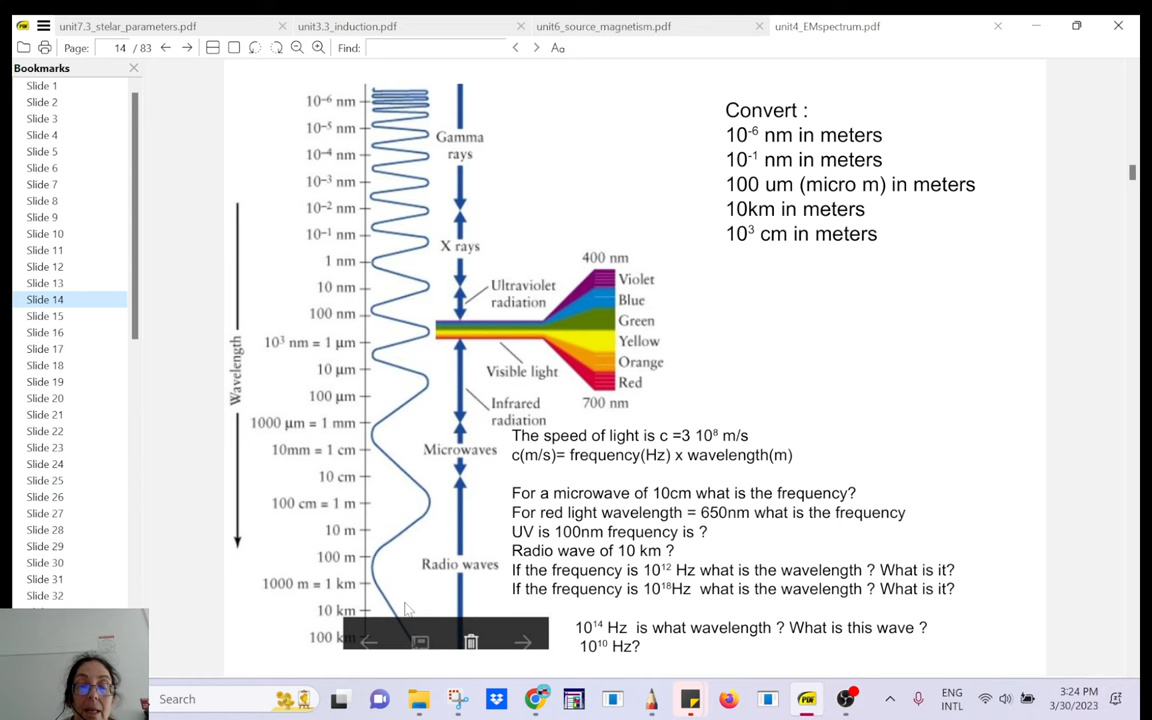 unit7.3_stelar_parameters.pdf
unit3.3_induction.pdf
unit6_source_magnetism.pdf
unit4_EMspectrum.pdf
Page: 14 / 83
Find:
Aa
Bookmarks
Slide 1
Slide 2
Slide 3
Slide 4
Slide 5
Slide 6
Slide 7
Slide 8
Slide 9
Slide 10
Slide 11
Slide 12
Slide 13
Slide 14
Slide 15
Slide 16
Slide 17
Slide 18
Slide 19
Slide 20
Slide 21
Slide 22
Slide 23
Slide 24
Slide 25
Slide 26
Slide 27
Slide 28
Slide 29
Slide 30
Slide 31
Slide 32
Wavelength
10⁻⁶ nm
10⁻⁵ nm
10⁻⁴ nm
10⁻³ nm
10⁻² nm
10⁻¹ nm
1 nm
10 nm
100 nm
10³ nm = 1 µm
10 µm
100 µm
1000 µm = 1 mm
10mm = 1 cm
10 cm
100 cm = 1 m
10 m
100 m
1000 m = 1 km
10 km
100 k
Gamma
rays
X rays
Ultraviolet
radiation
Visible light
Infrared
radiation
Microwaves
Radio waves
400 nm
Violet
Blue
Green
Yellow
Orange
Red
700 nm
Convert :
10⁻⁶ nm in meters
10⁻¹ nm in meters
100 um (micro m) in meters
10km in meters
10³ cm in meters
The speed of light is c =3 10⁸ m/s
c(m/s)= frequency(Hz) x wavelength(m)
For a microwave of 10cm what is the frequency?
For red light wavelength = 650nm what is the frequency
UV is 100nm frequency is ?
Radio wave of 10 km ?
If the frequency is 10¹² Hz what is the wavelength ? What is it?
If the frequency is 10¹⁸Hz what is the wavelength ? What is it?
10¹⁴ Hz is what wavelength ? What is this wave ?
10¹⁰ Hz?
Search
ENG
INTL
3:24 PM
3/30/2023